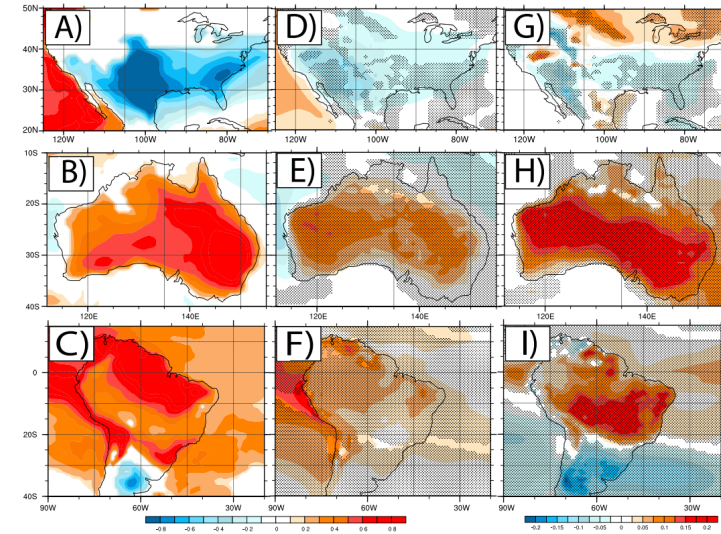 A) D) G)
50N
40N
30N
20N
120W 100W 80W 120W 100W 80W 120W 100W 80W
B) E) H)
10S
20S
30S
40S
120E 140E 120E 140E 120E 140E
C) F) I)
0
20S
40S
90W 60W 30W 60W 30W 90W 60W 30W
-0.8 -0.6 -0.4 -0.2 0 0.2 0.4 0.6 0.8
-0.2 -0.15 -0.1 -0.05 0 0.05 0.1 0.15 0.2